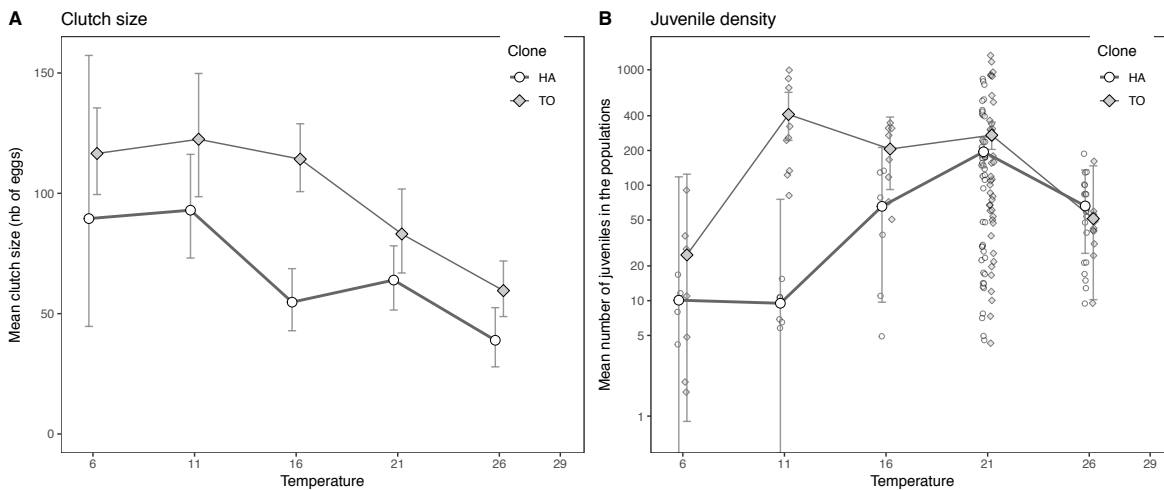 A Clutch size
Mean clutch size (nb of eggs)
150
100
50
0
6 11 16 21 26 29
Temperature
Clone
HA
TO
B Juvenile density
Mean number of juveniles in the populations
1000
400
200
100
50
20
10
5
1
6 11 16 21 26 29
Temperature
Clone
HA
TO